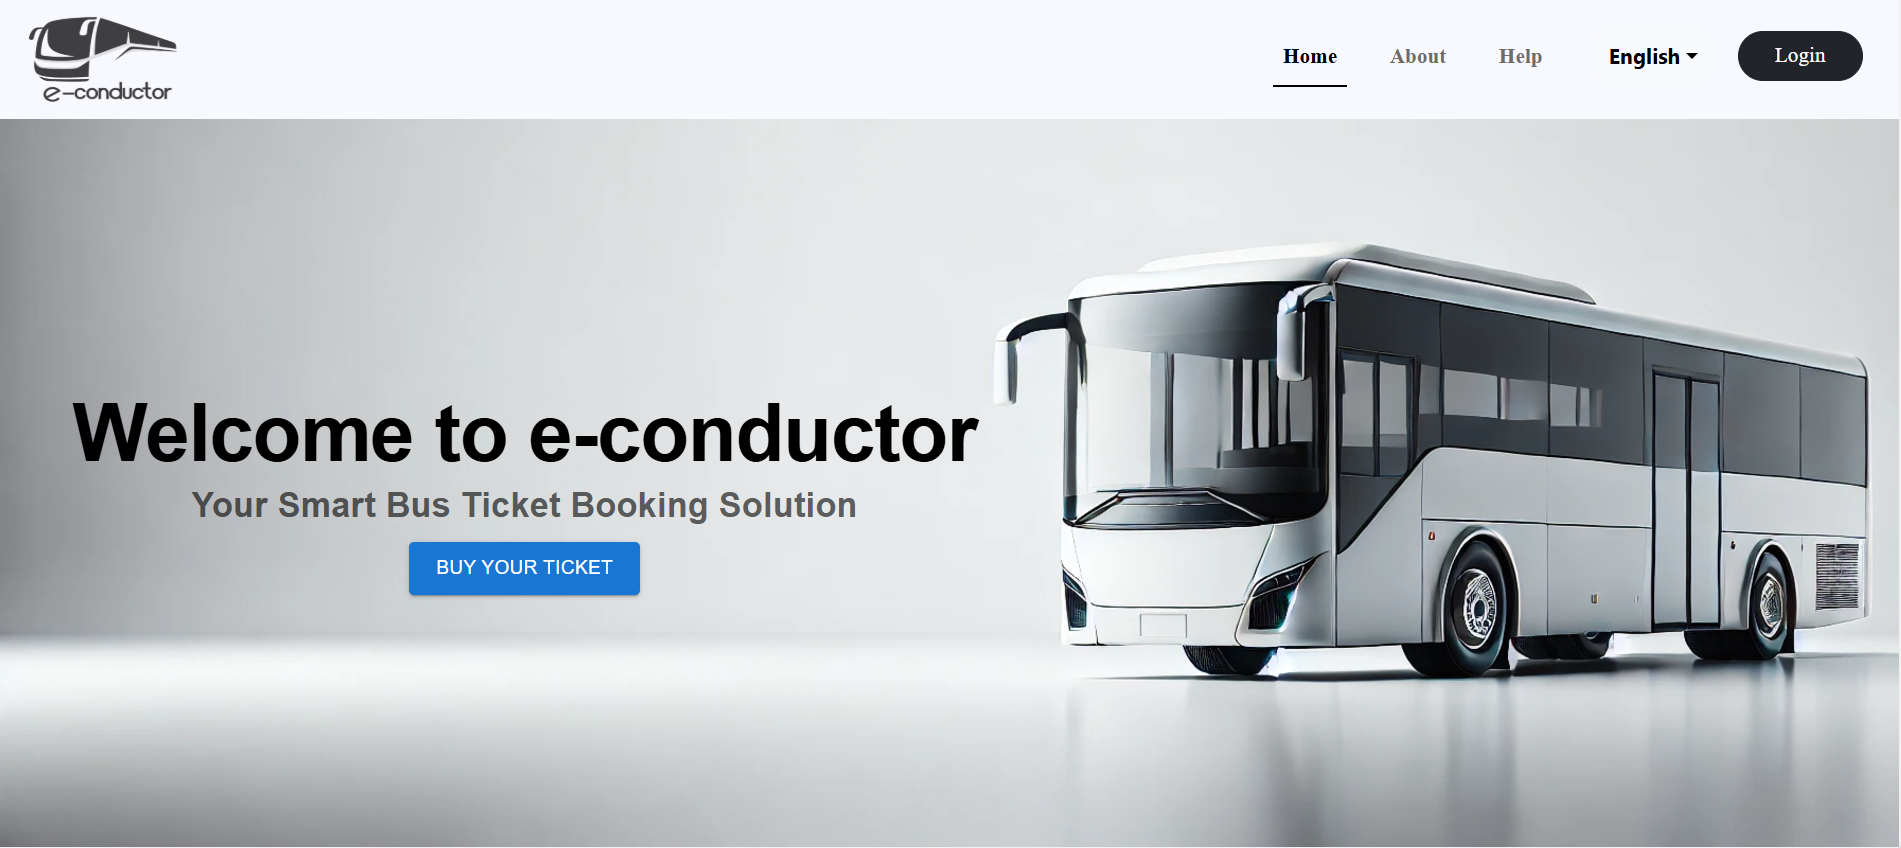 e-conductor
Home About Help English Login
Welcome to e-conductor
Your Smart Bus Ticket Booking Solution
BUY YOUR TICKET